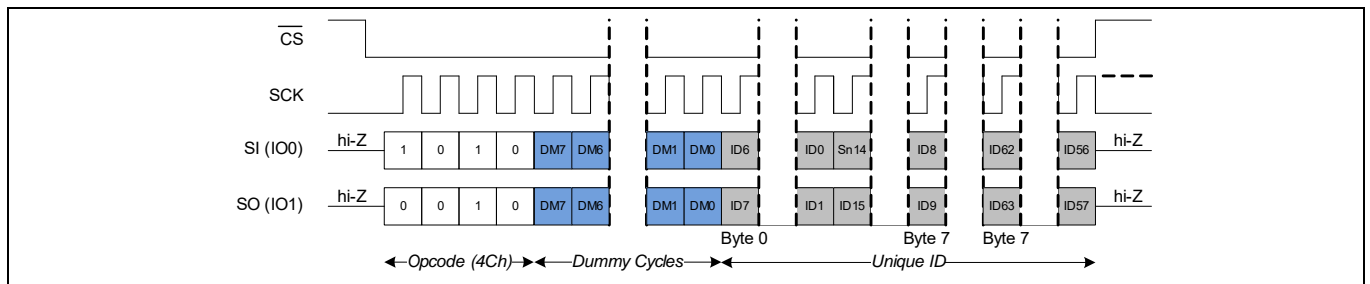 CS
SCK
SI (IO0) hi-Z 1 0 1 0 DM7 DM6 DM1 DM0 ID6 ID0 Sn14 ID8 ID62 ID56 hi-Z
SO (IO1) hi-Z 0 0 1 0 DM7 DM6 DM1 DM0 ID7 ID1 ID15 ID9 ID63 ID57 hi-Z
Byte 0 Byte 7 Byte 7
Opcode (4Ch) Dummy Cycles Unique ID